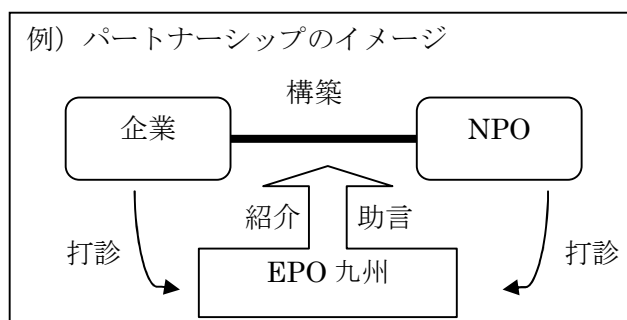 例）パートナーシップのイメージ
構築
企業
NPO
紹介
助言
打診
打診
EPO 九州